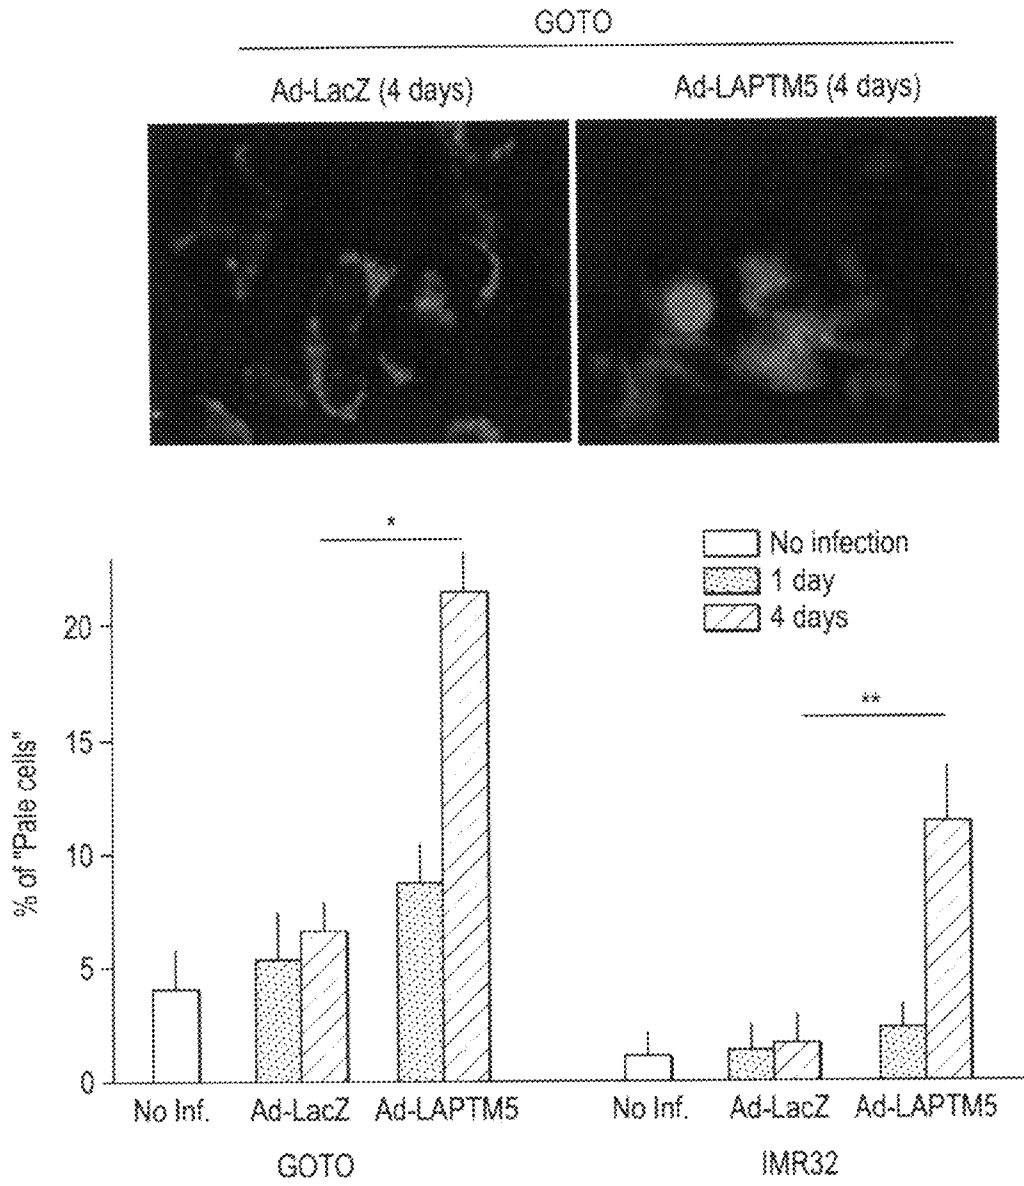 GOTO
Ad-LacZ (4 days)
Ad-LAPTM5 (4 days)
*
No infection
1 day
4 days
**
% of "Pale cells"
20
15
10
5
0
No Inf.
Ad-LacZ
Ad-LAPTM5
No Inf.
Ad-LacZ
Ad-LAPTM5
GOTO
IMR32